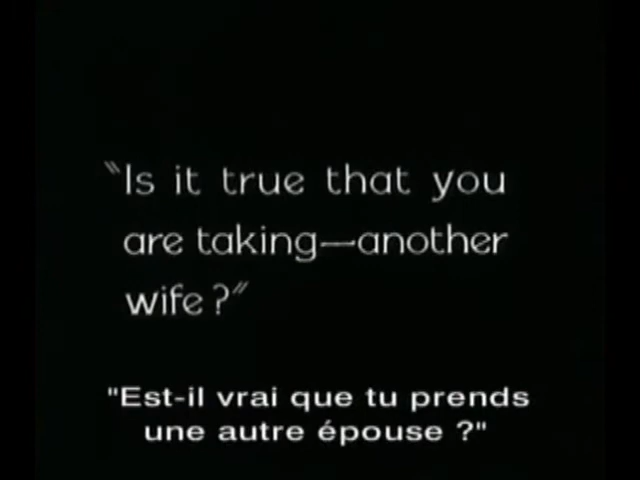 "Is it true that you
are taking—another
wife?"
"Est-il vrai que tu prends
une autre épouse ?"